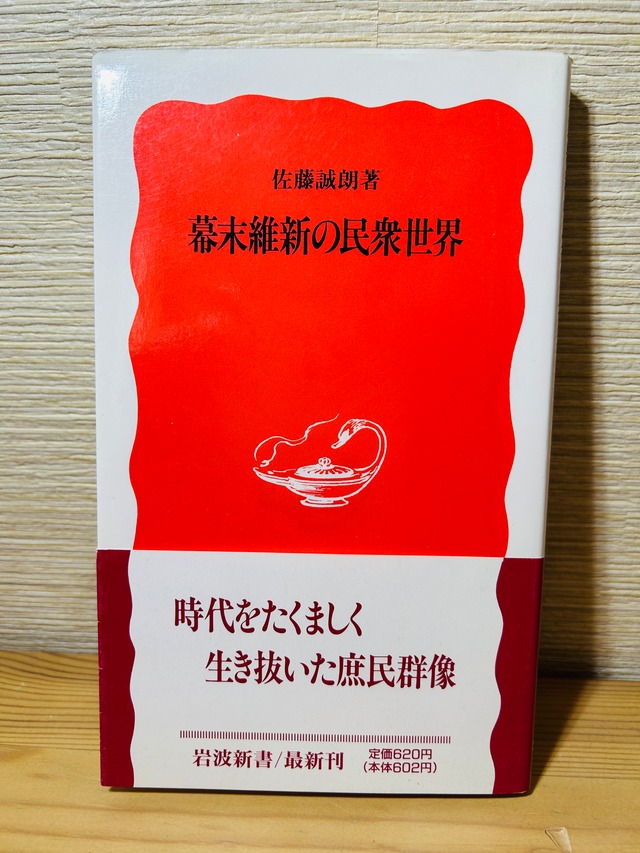 佐藤誠朗著
幕末維新の民衆世界
時代をたくましく
生き抜いた庶民群像
岩波新書/最新刊
定価620円
(本体602円)